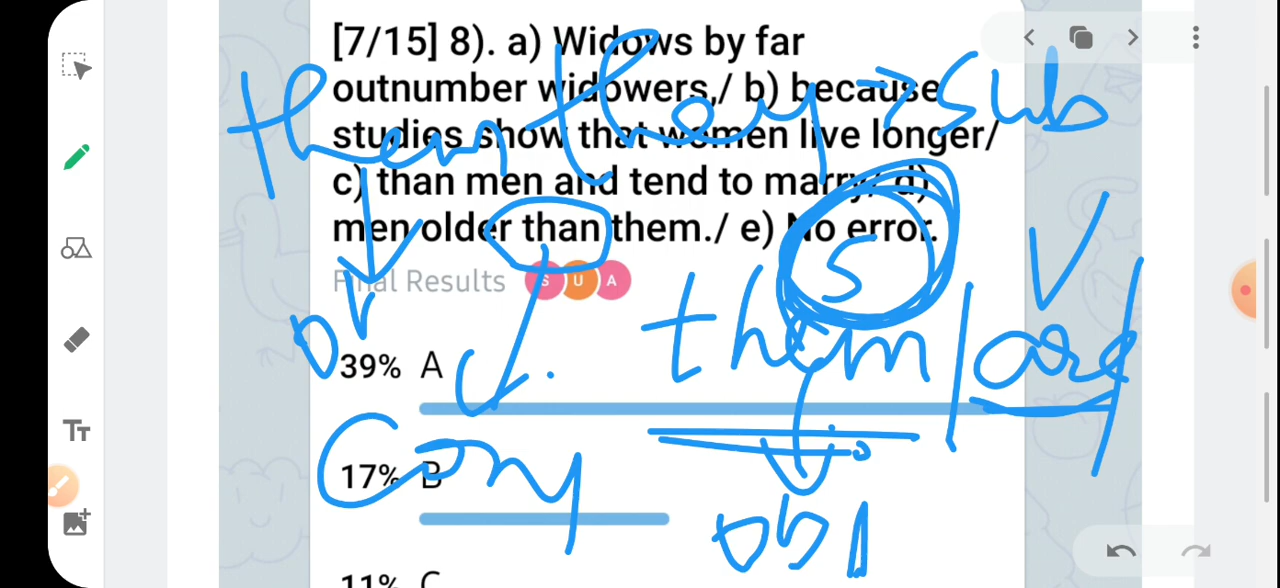 [7/15] 8). a) Widows by far
outnumber widowers,/ b) because
studies show that women live longer/
c) than men and tend to marry/ d)
men older than them./ e) No error.
Final Results S U A
39% A
17% B
11% C
them they → sub
S V
O
them / are
Conj
obj
TT